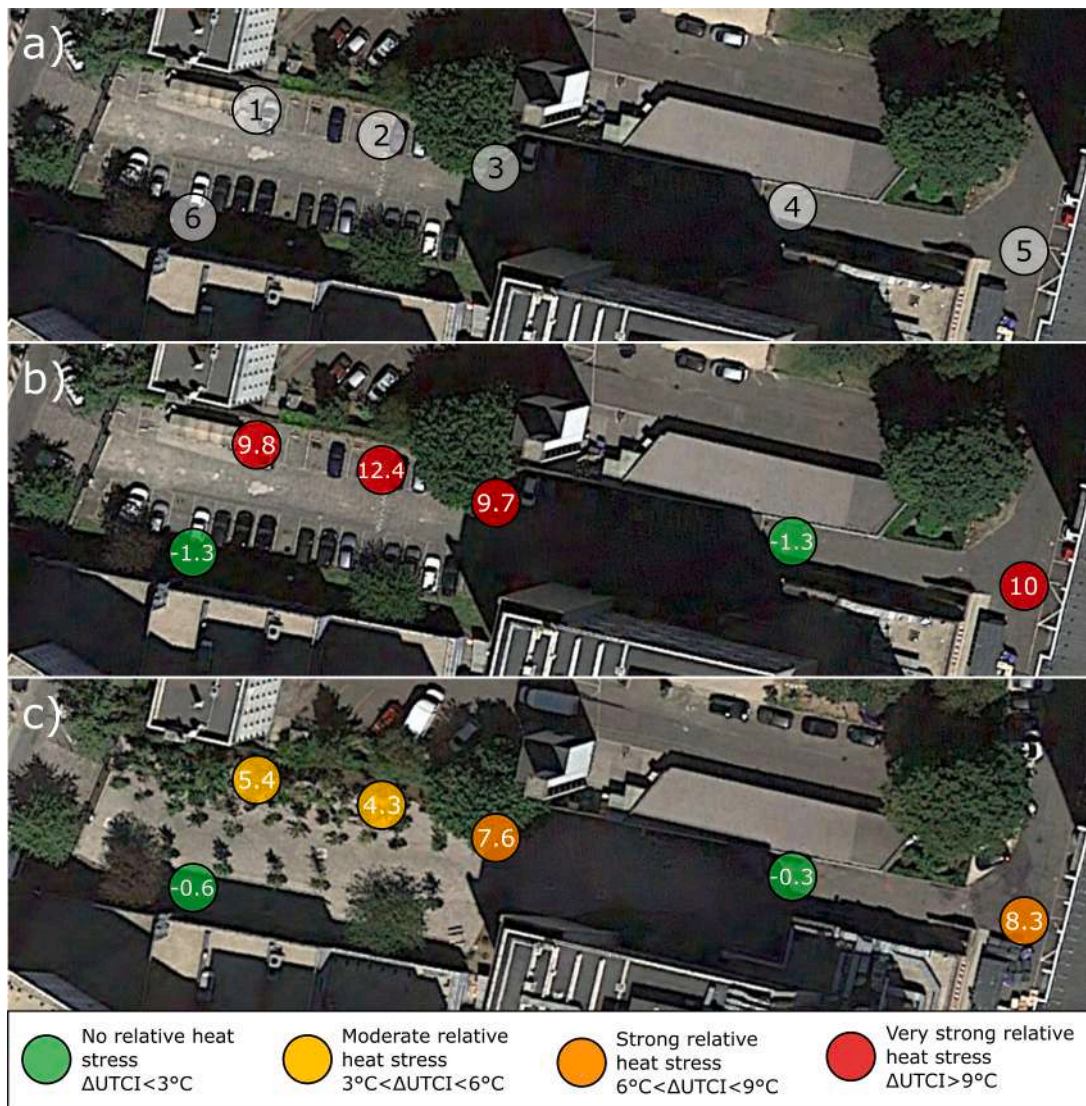 a)
1
2
3
4
5
6
b)
9.8
12.4
9.7
-1.3
-1.3
10
c)
5.4
4.3
7.6
-0.6
-0.3
8.3
No relative heat
stress
ΔUTCI<3°C
Moderate relative
heat stress
3°C<ΔUTCI<6°C
Strong relative
heat stress
6°C<ΔUTCI<9°C
Very strong relative
heat stress
ΔUTCI>9°C